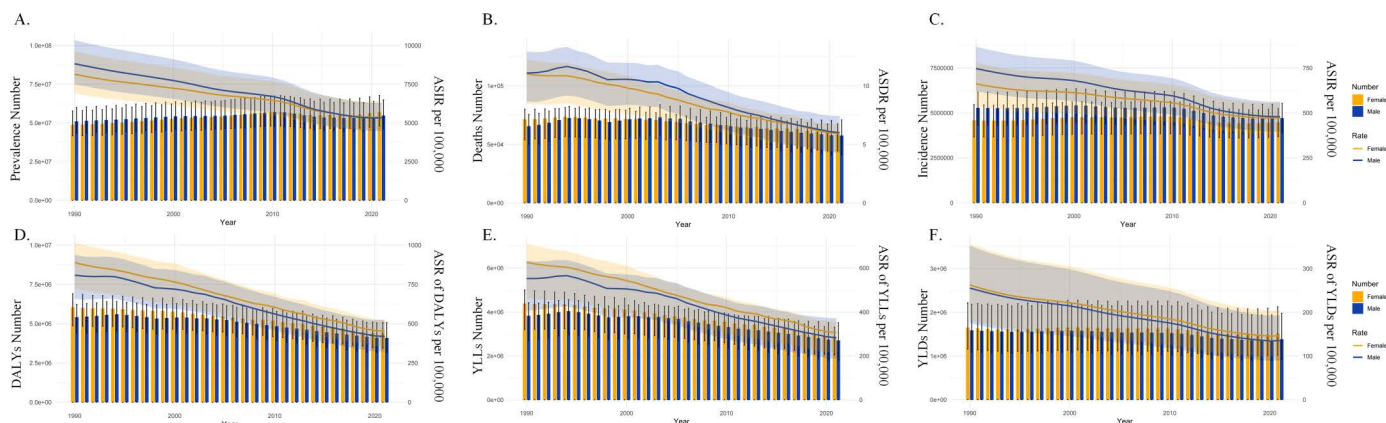 A.
Prevalence Number
1.0e+08
7.5e+07
5.0e+07
2.5e+07
0.0e+00
10000
7500
5000
2500
0
ASIR per 100,000
1990
2000
2010
2020
Year
B.
Deaths Number
1e+05
5e+04
0e+00
10
5
0
ASDR per 100,000
1990
2000
2010
2020
Year
C.
Incidence Number
7500000
5000000
2500000
0
750
500
250
0
ASIR per 100,000
1990
2000
2010
2020
Year
Number
Female
Male
Rate
Female
Male
D.
DALYs Number
1.0e+07
7.5e+06
5.0e+06
2.5e+06
0.0e+00
1000
750
500
250
0
ASR of DALYs per 100,000
1990
2000
2010
2020
Year
E.
YLLs Number
6e+06
4e+06
2e+06
0e+00
600
400
200
0
ASR of YLLs per 100,000
1990
2000
2010
2020
Year
F.
YLDs Number
3e+06
2e+06
1e+06
0e+00
300
200
100
0
ASR of YLDs per 100,000
1990
2000
2010
2020
Year
Number
Female
Male
Rate
Female
Male